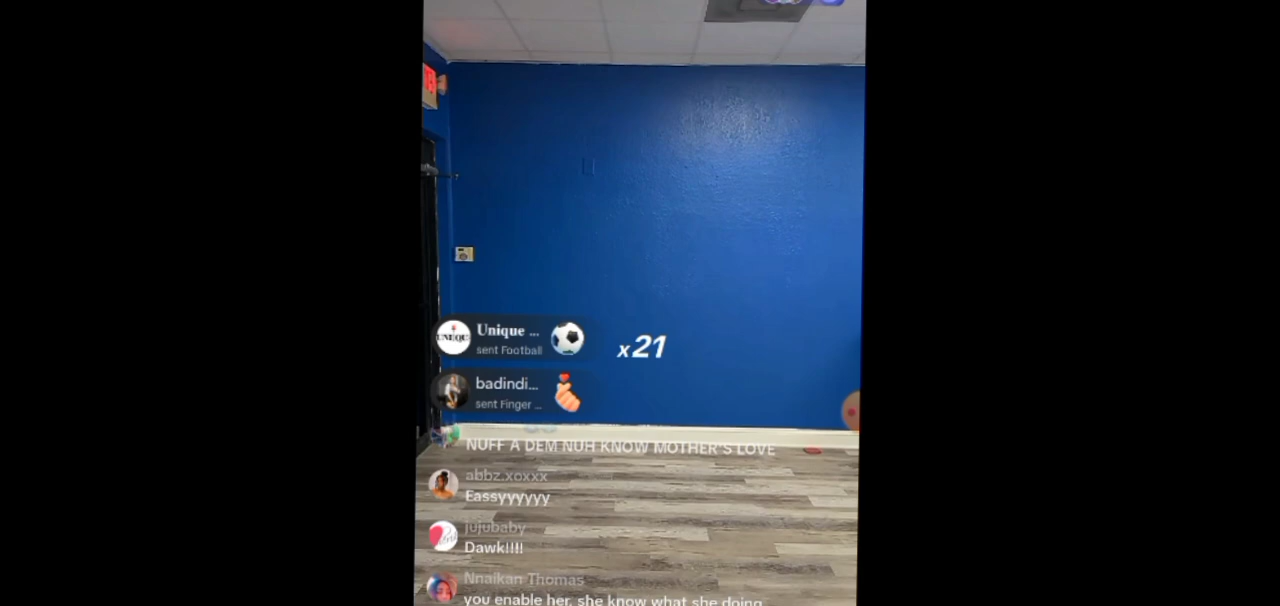 Unique ...
sent Football
x21
badindi...
sent Finger ...
NUFF A DEM NUH KNOW MOTHER'S LOVE
abbz.xoxxx
Eassyyyyyy
jujubaby
Dawk!!!!
Nnaikan Thomas
you enable her, she know what she doing